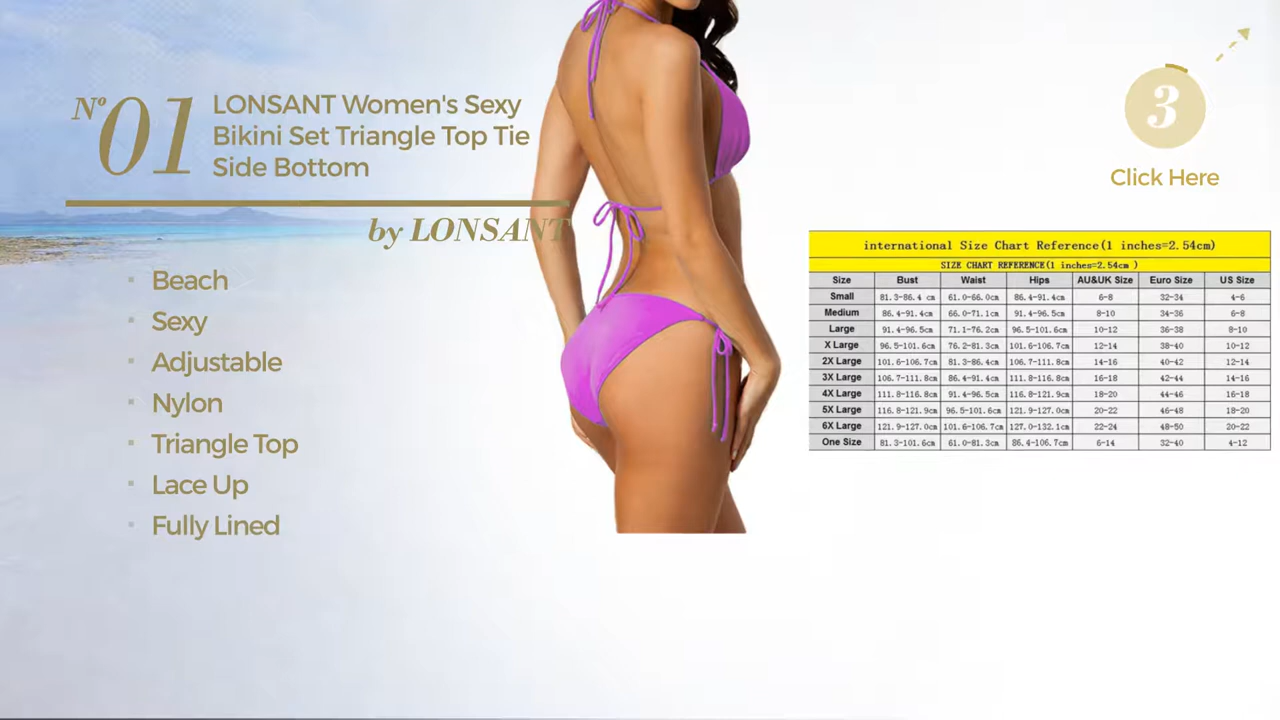 Nº 01
LONSANT Women's Sexy
Bikini Set Triangle Top Tie
Side Bottom
by LONSANT
Beach
Sexy
Adjustable
Nylon
Triangle Top
Lace Up
Fully Lined
3
Click Here
international Size Chart Reference(1 inches=2.54cm)
SIZE CHART REFERENCE(1 inches=2.54cm )
Size Bust Waist Hips AU&UK Size Euro Size US Size
Small 81.3-86.4 cm 61.0-66.0cm 86.4-91.4cm 6-8 32-34 4-6
Medium 86.4-91.4cm 66.0-71.1cm 91.4-96.5cm 8-10 34-36 6-8
Large 91.4-96.5cm 71.1-76.2cm 96.5-101.6cm 10-12 36-38 8-10
X Large 96.5-101.6cm 76.2-81.3cm 101.6-106.7cm 12-14 38-40 10-12
2X Large 101.6-106.7cm 81.3-86.4cm 106.7-111.8cm 14-16 40-42 12-14
3X Large 106.7-111.8cm 86.4-91.4cm 111.8-116.8cm 16-18 42-44 14-16
4X Large 111.8-116.8cm 91.4-96.5cm 116.8-121.9cm 18-20 44-46 16-18
5X Large 116.8-121.9cm 96.5-101.6cm 121.9-127.0cm 20-22 46-48 18-20
6X Large 121.9-127.0cm 101.6-106.7cm 127.0-132.1cm 22-24 48-50 20-22
One Size 81.3-101.6cm 61.0-81.3cm 86.4-106.7cm 6-14 32-40 4-12